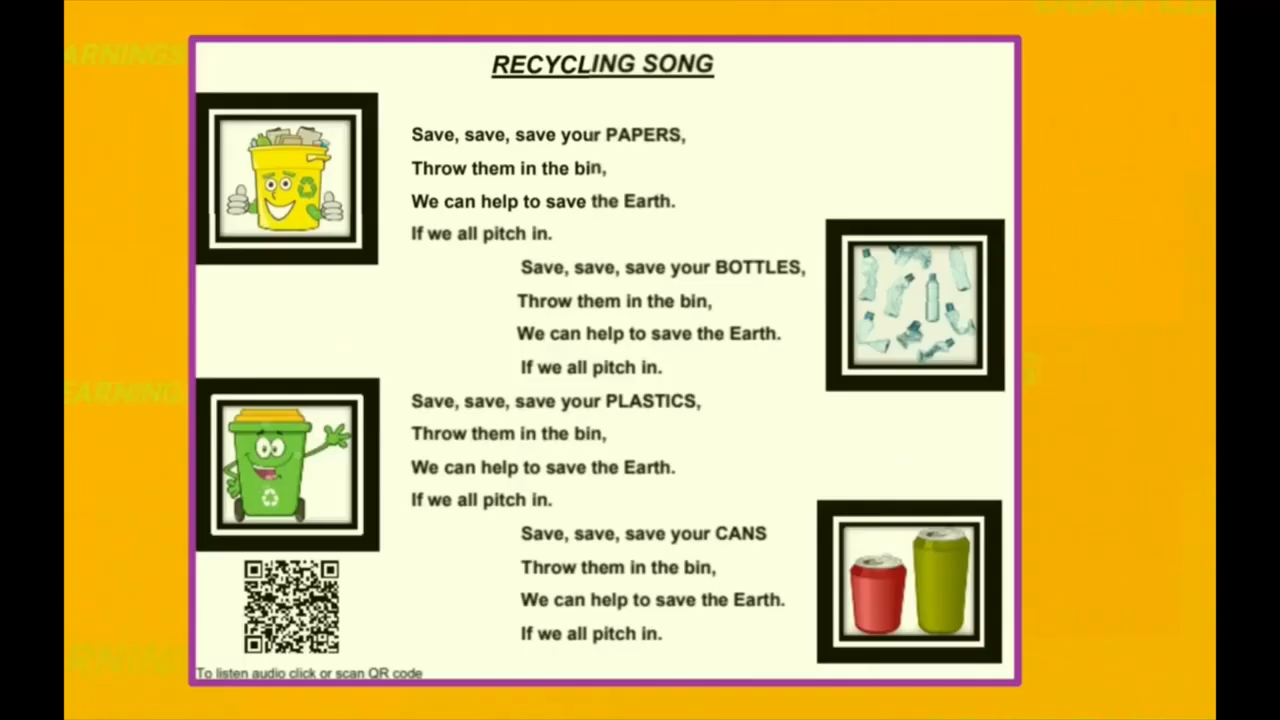 RECYCLING SONG
Save, save, save your PAPERS,
Throw them in the bin,
We can help to save the Earth.
If we all pitch in.
Save, save, save your BOTTLES,
Throw them in the bin,
We can help to save the Earth.
If we all pitch in.
Save, save, save your PLASTICS,
Throw them in the bin,
We can help to save the Earth.
If we all pitch in.
Save, save, save your CANS
Throw them in the bin,
We can help to save the Earth.
If we all pitch in.
To listen audio click or scan QR code